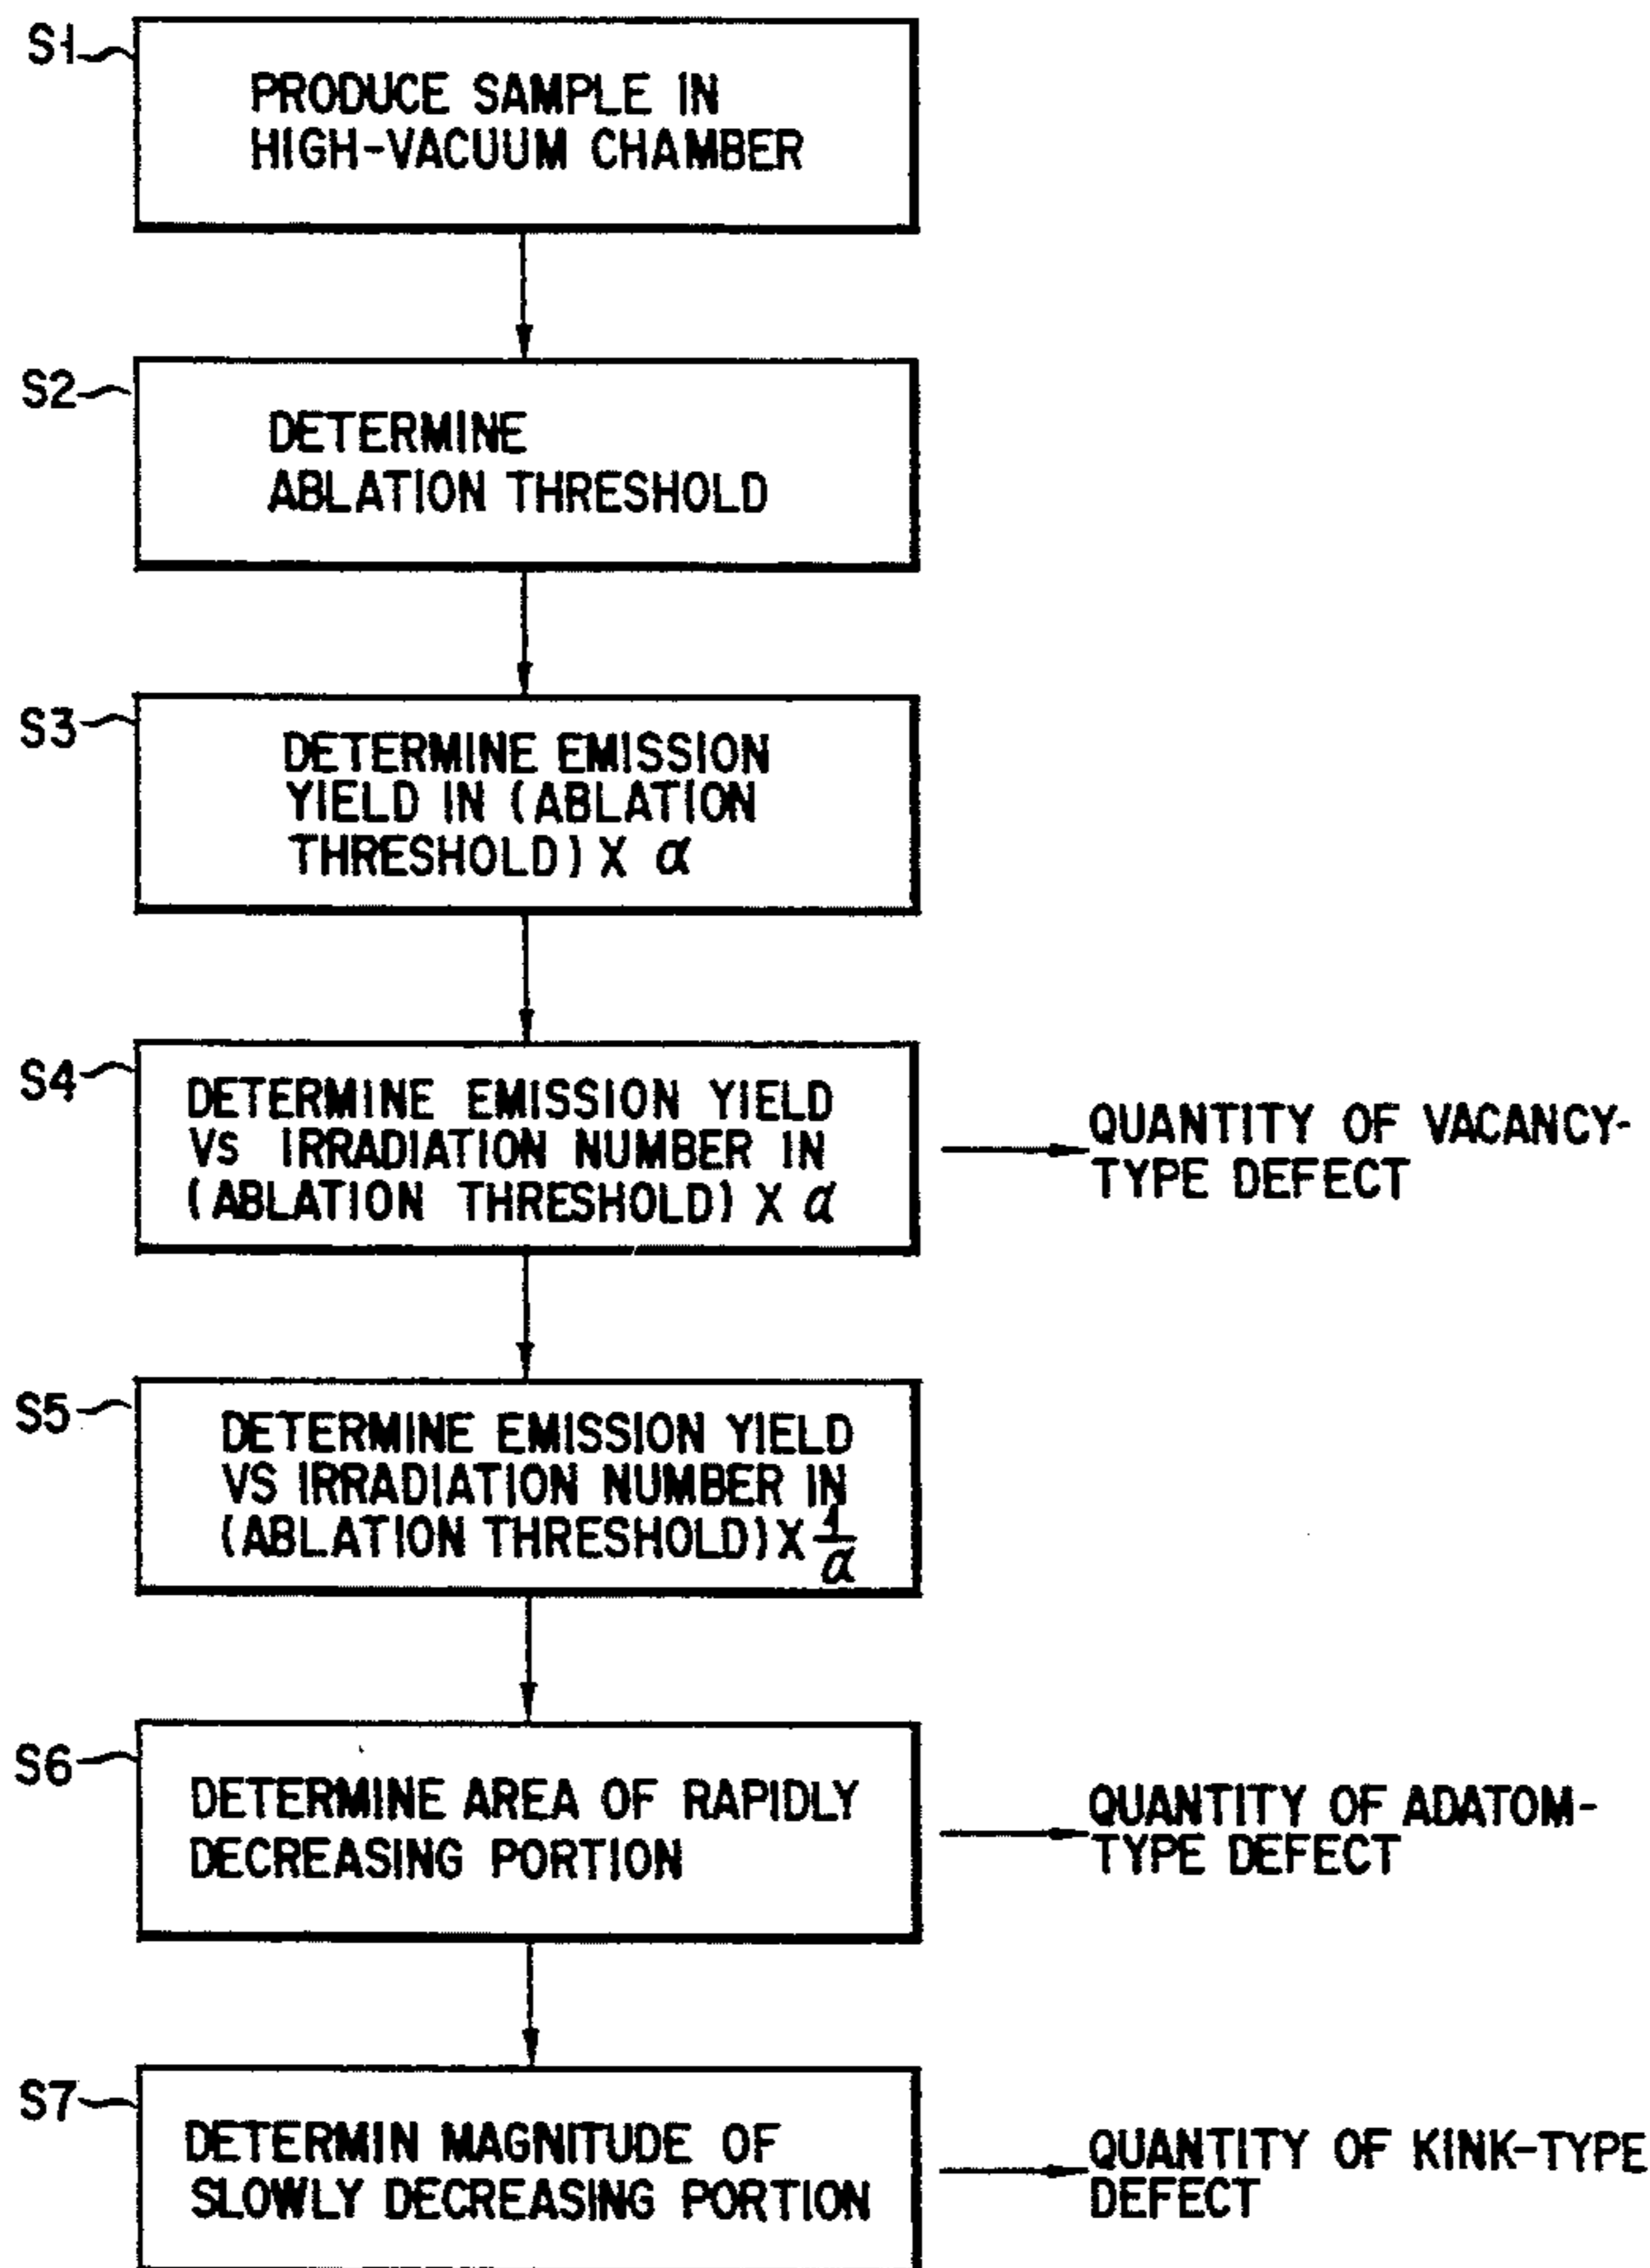 S1
PRODUCE SAMPLE IN
HIGH-VACUUM CHAMBER
S2
DETERMINE
ABLATION THRESHOLD
S3
DETERMINE EMISSION
YIELD IN (ABLATION
THRESHOLD) X α
S4
DETERMINE EMISSION YIELD
Vs IRRADIATION NUMBER IN
(ABLATION THRESHOLD) X α
QUANTITY OF VACANCY-
TYPE DEFECT
S5
DETERMINE EMISSION YIELD
VS IRRADIATION NUMBER IN
(ABLATION THRESHOLD) X 1/α
S6
DETERMINE AREA OF RAPIDLY
DECREASING PORTION
QUANTITY OF ADATOM-
TYPE DEFECT
S7
DETERMIN MAGNITUDE OF
SLOWLY DECREASING PORTION
QUANTITY OF KINK-TYPE
DEFECT